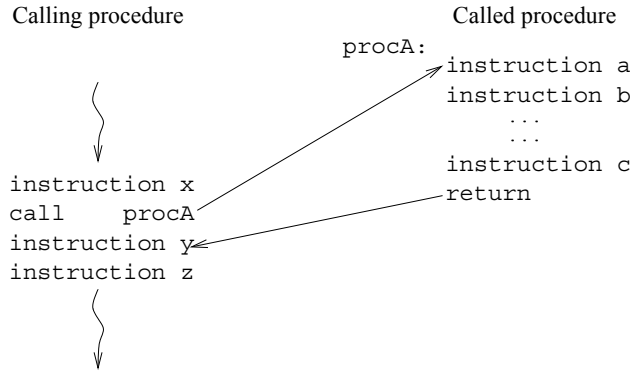 Calling procedure
instruction x
call procA
instruction y
instruction z
Called procedure
procA:
instruction a
instruction b
...
...
instruction c
return